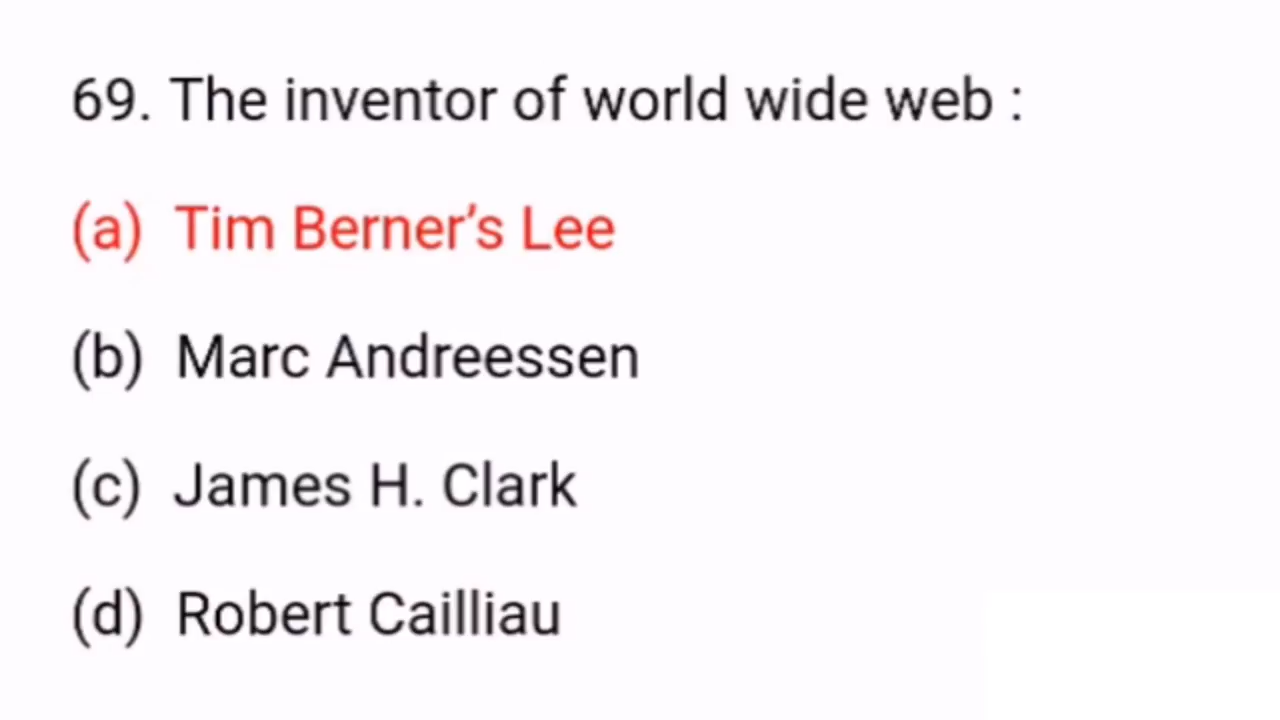 69. The inventor of world wide web :
(a) Tim Berner’s Lee
(b) Marc Andreessen
(c) James H. Clark
(d) Robert Cailliau